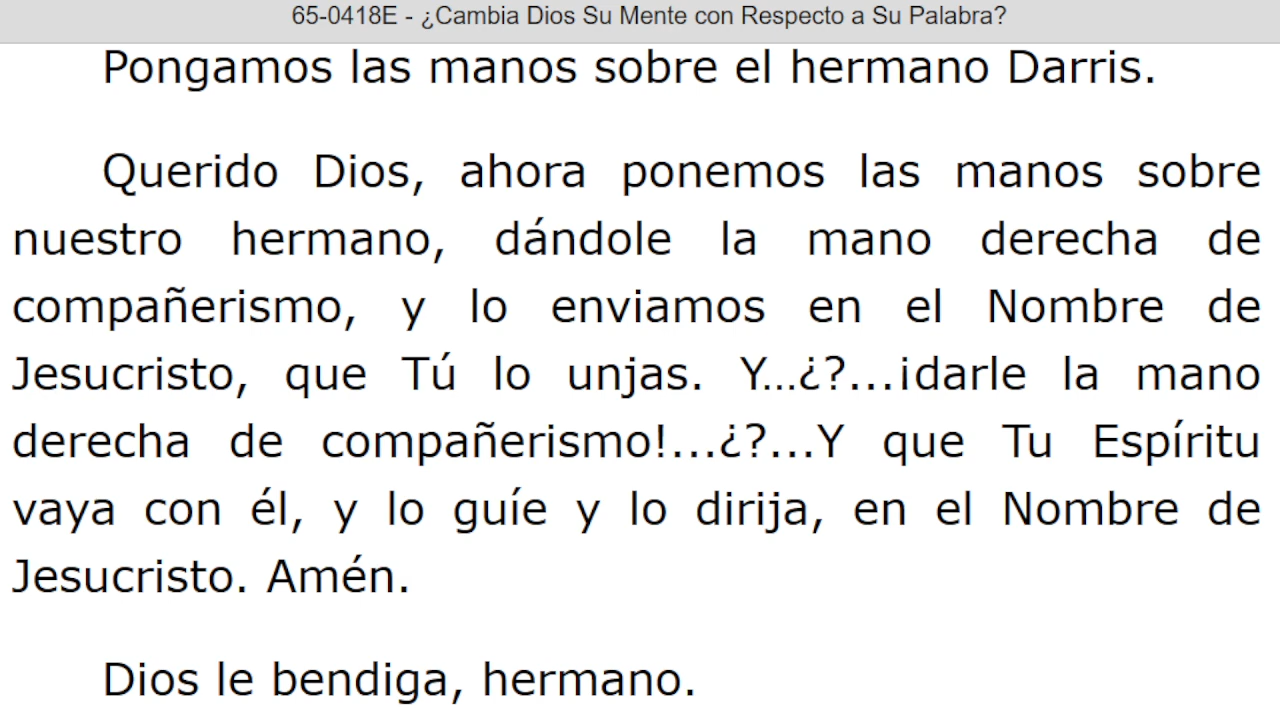 65-0418E - ¿Cambia Dios Su Mente con Respecto a Su Palabra?
Pongamos las manos sobre el hermano Darris.
Querido Dios, ahora ponemos las manos sobre
nuestro hermano, dándole la mano derecha de
compañerismo, y lo enviamos en el Nombre de
Jesucristo, que Tú lo unjas. Y...¿?...¡darle la mano
derecha de compañerismo!...¿?...Y que Tu Espíritu
vaya con él, y lo guíe y lo dirija, en el Nombre de
Jesucristo. Amén.
Dios le bendiga, hermano.